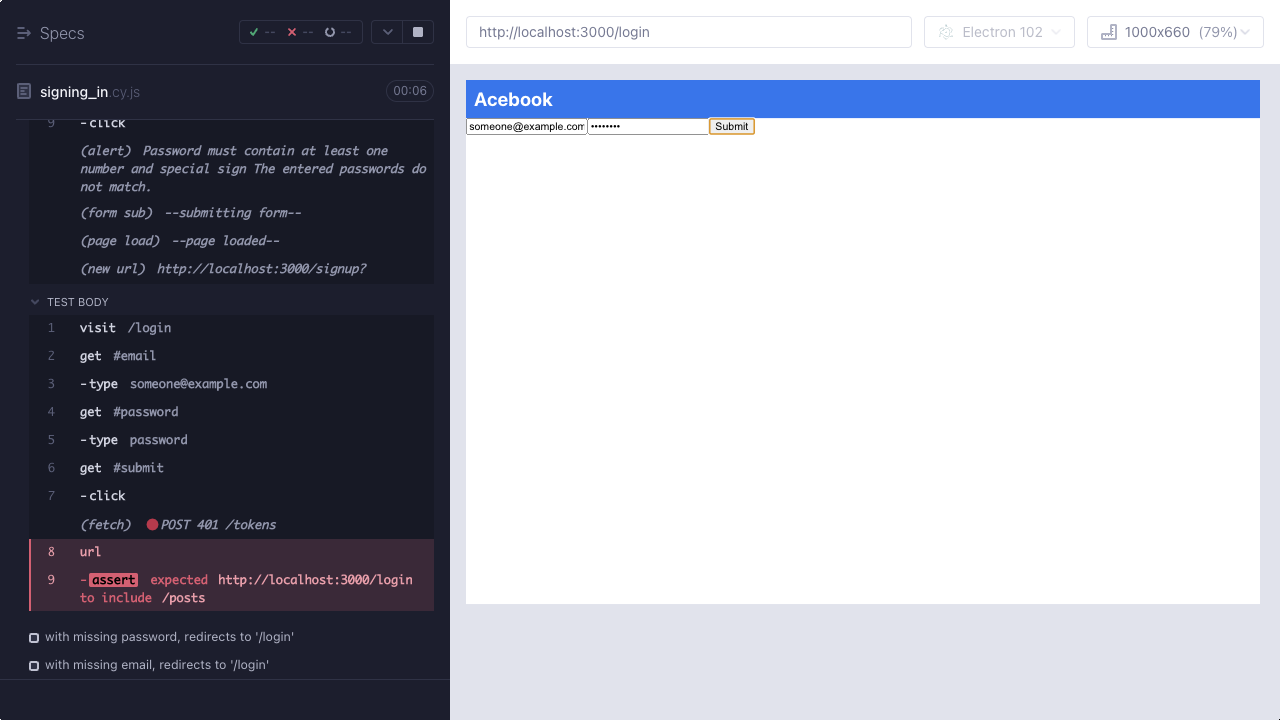 Specs
-- -- --
signing_in.cy.js
00:06
9 -click
(alert) Password must contain at least one
number and special sign The entered passwords do
not match.
(form sub) --submitting form--
(page load) --page loaded--
(new url) http://localhost:3000/signup?
TEST BODY
1 visit /login
2 get #email
3 -type someone@example.com
4 get #password
5 -type password
6 get #submit
7 -click
(fetch) POST 401 /tokens
8 url
9 -assert expected http://localhost:3000/login
to include /posts
with missing password, redirects to '/login'
with missing email, redirects to '/login'
http://localhost:3000/login
Electron 102
1000x660 (79%)
Acebook
someone@example.com
••••••••
Submit